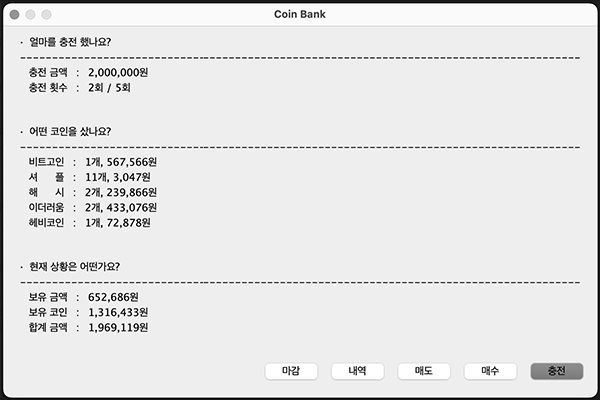 Coin Bank
· 얼마를 충전 했나요?
충전 금액 : 2,000,000원
충전 횟수 : 2회 / 5회
· 어떤 코인을 샀나요?
비트고인 : 1개, 567,566원
셔 플 : 11개, 3,047원
해 시 : 2개, 239,866원
이더러움 : 2개, 433,076원
헤비코인 : 1개, 72,878원
· 현재 상황은 어떤가요?
보유 금액 : 652,686원
보유 코인 : 1,316,433원
합계 금액 : 1,969,119원
마감 내역 매도 매수 충전